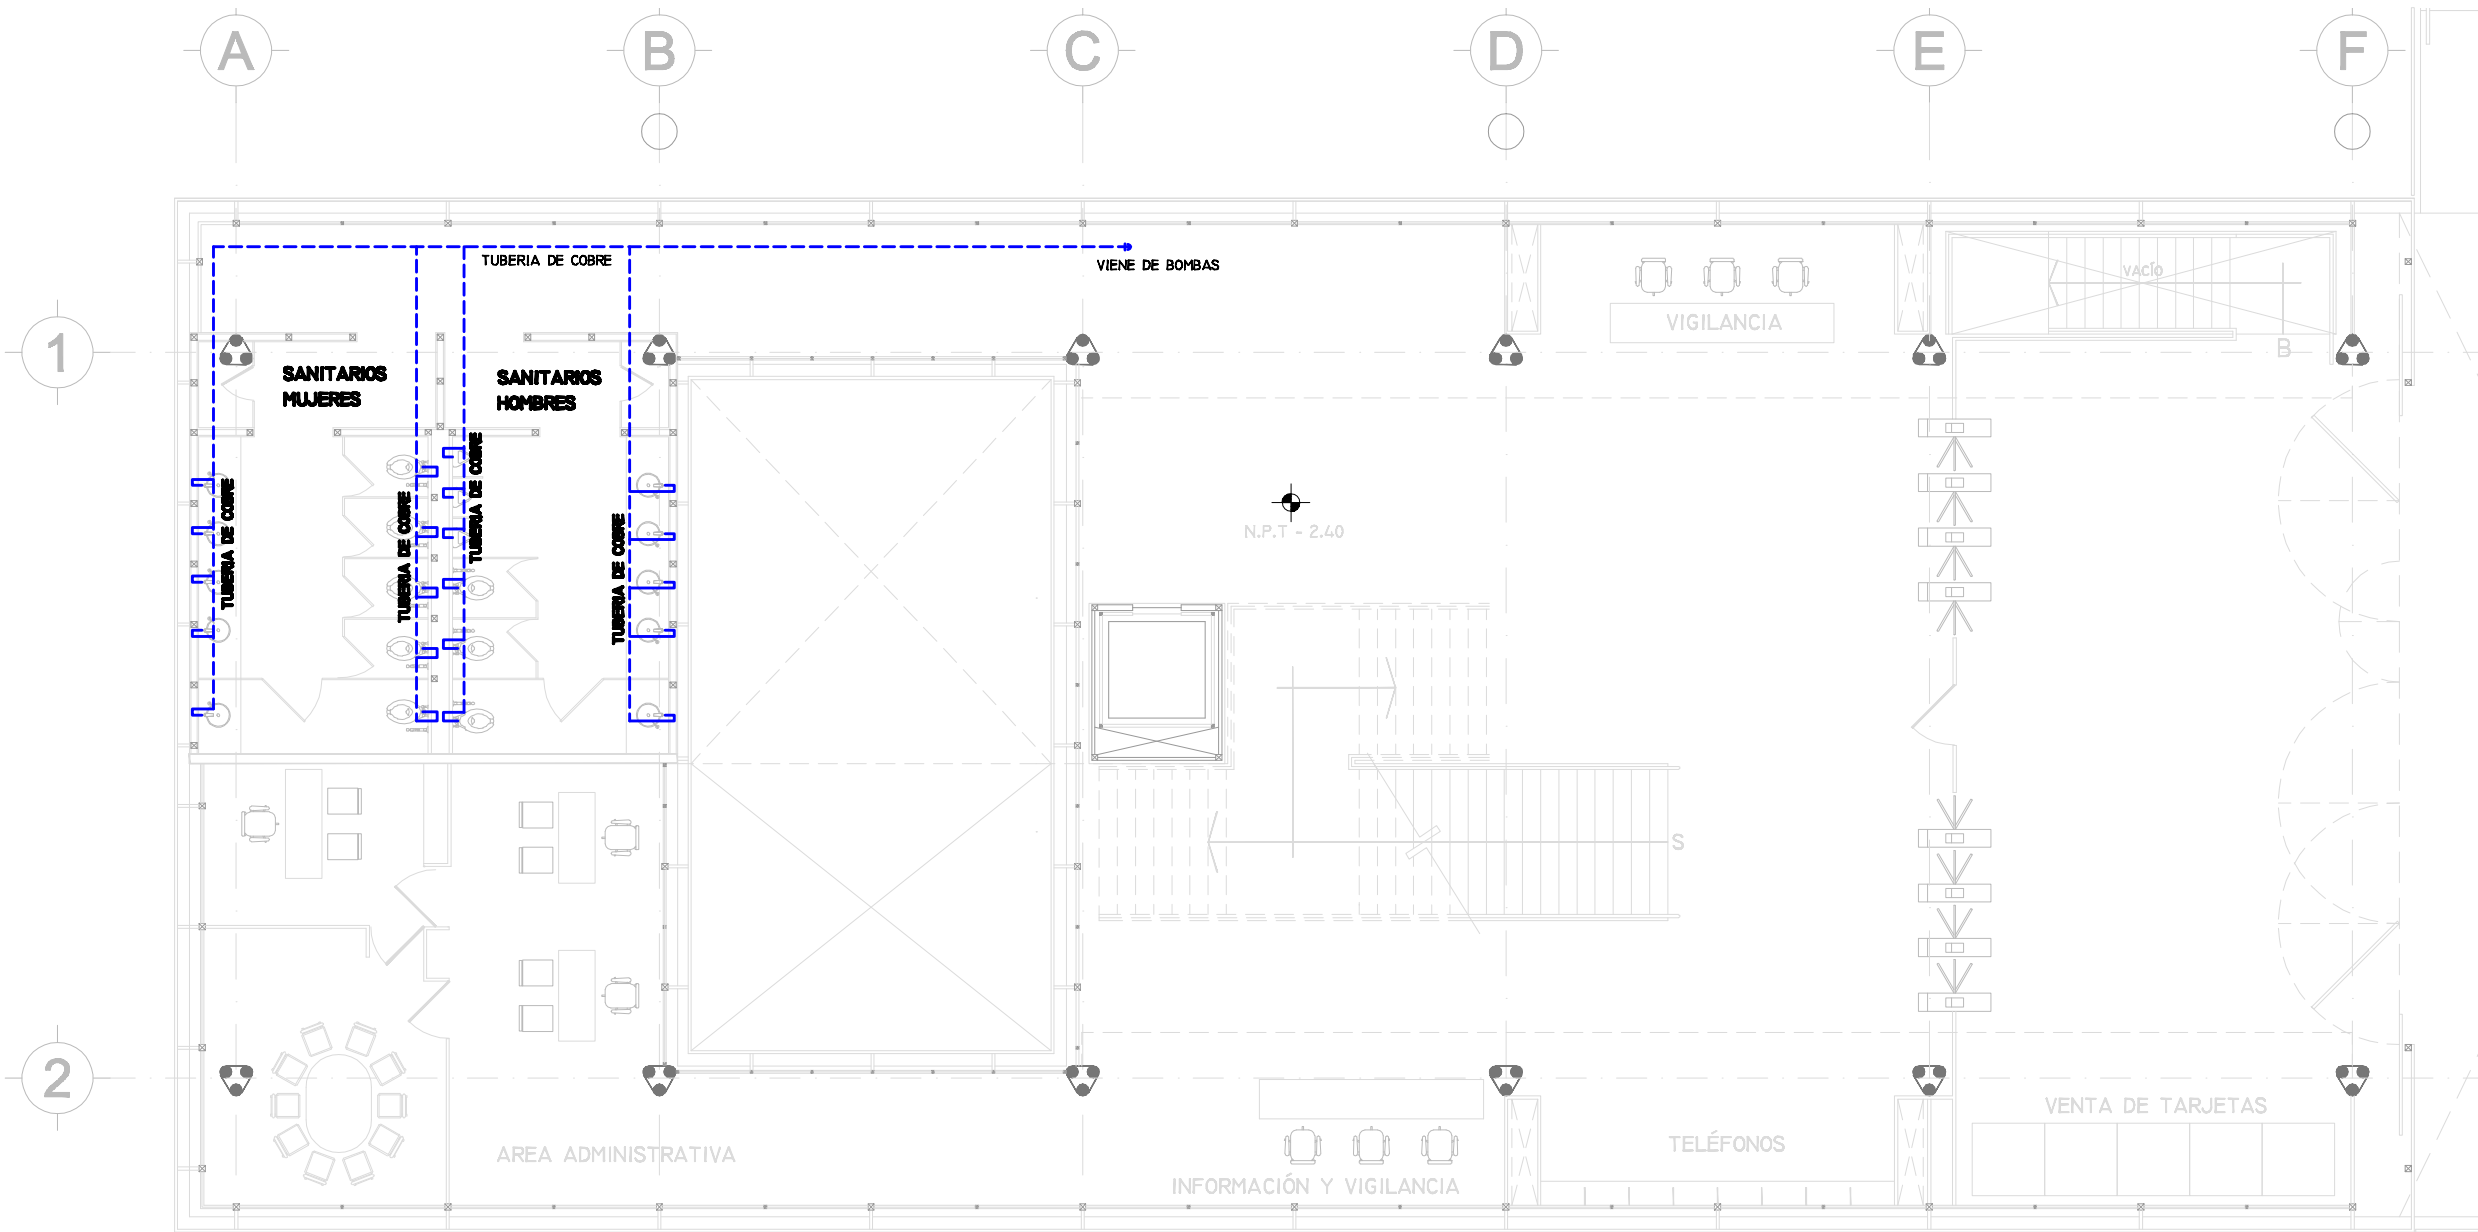 A B C D E F
TUBERIA DE COBRE
VIENE DE BOMBAS
VACÍO
VIGILANCIA
1
B
SANITARIOS
MUJERES
SANITARIOS
HOMBRES
TUBERIA DE COBRE
TUBERIA DE COBRE
TUBERIA DE COBRE
TUBERIA DE COBRE
N.P.T - 2.40
S
2
VENTA DE TARJETAS
TELÉFONOS
AREA ADMINISTRATIVA
INFORMACIÓN Y VIGILANCIA